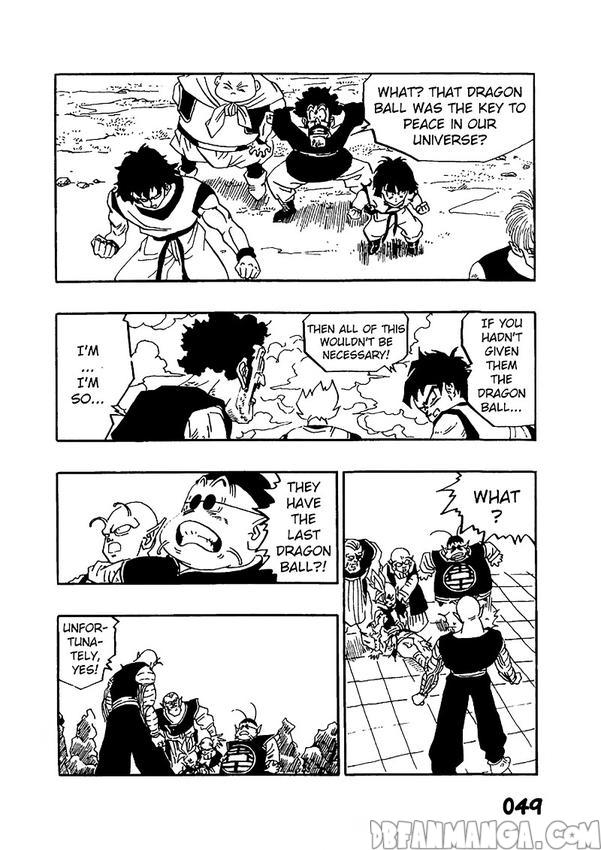 WHAT? THAT DRAGON
BALL WAS THE KEY TO
PEACE IN OUR
UNIVERSE?
IF YOU
HADN'T
GIVEN
THEM
THE
DRAGON
BALL...
THEN ALL OF THIS
WOULDN'T BE
NECESSARY!
I'M
...
I'M
SO...
WHAT
?
THEY
HAVE
THE
LAST
DRAGON
BALL?!
UNFOR-
TUNA-
TELY,
YES!
049
DBFANMANGA.COM